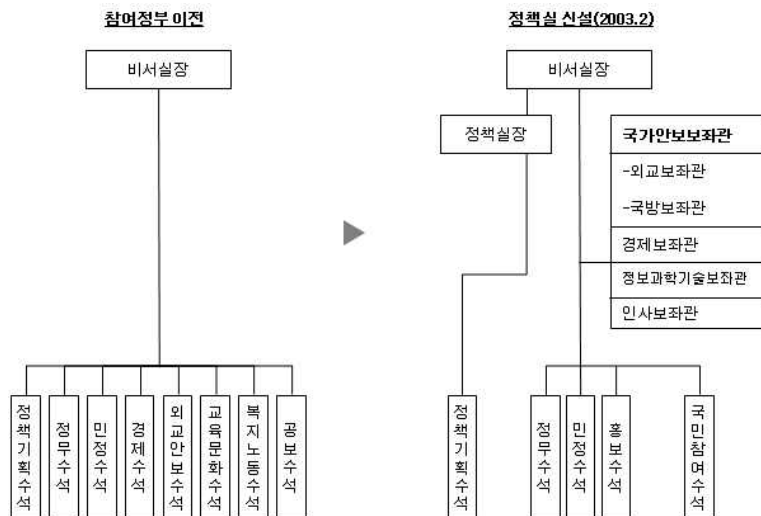 참여정부 이전
비서실장
정책기획수석
정무수석
민정수석
경제수석
외교안보수석
교육문화수석
복지노동수석
공보수석
정책실 신설(2003.2)
비서실장
정책실장
국가안보보좌관
-외교보좌관
-국방보좌관
경제보좌관
정보과학기술보좌관
인사보좌관
정책기획수석
정무수석
민정수석
홍보수석
국민참여수석